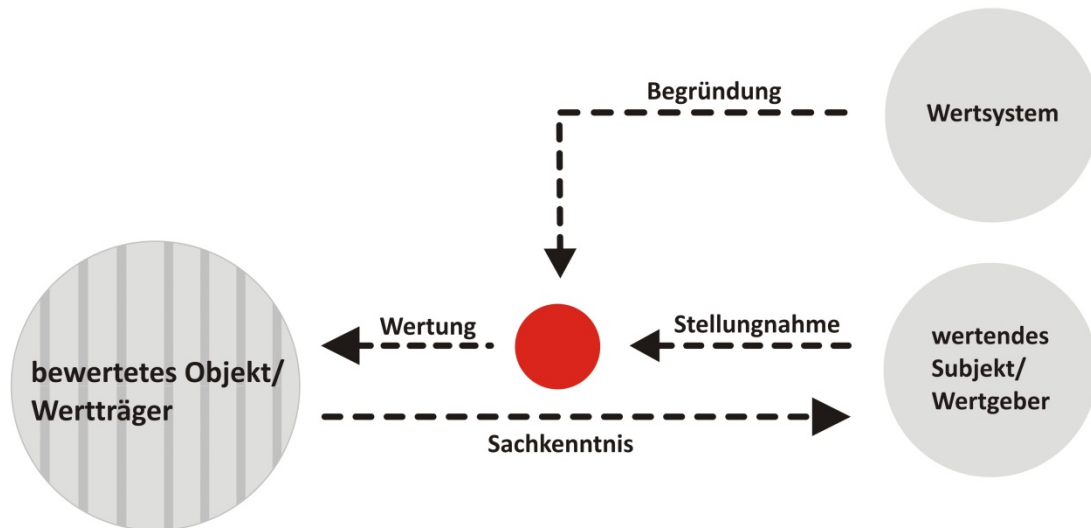 Begründung
Wertsystem
Wertung
Stellungnahme
wertendes
Subjekt/
Wertgeber
bewertetes Objekt/
Wertträger
Sachkenntnis